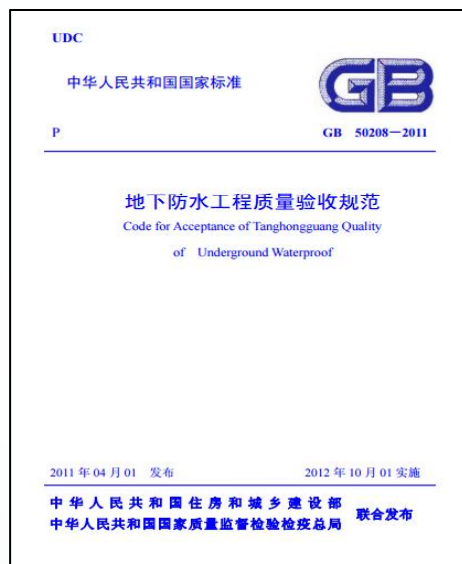 UDC
中华人民共和国国家标准
GB
P
GB 50208－2011
地下防水工程质量验收规范
Code for Acceptance of Tanghongguang Quality
of Underground Waterproof
2011 年 04 月 01 发布
2012 年 10 月 01 实施
中华人民共和国住房和城乡建设部
中华人民共和国国家质量监督检验检疫总局
联合发布